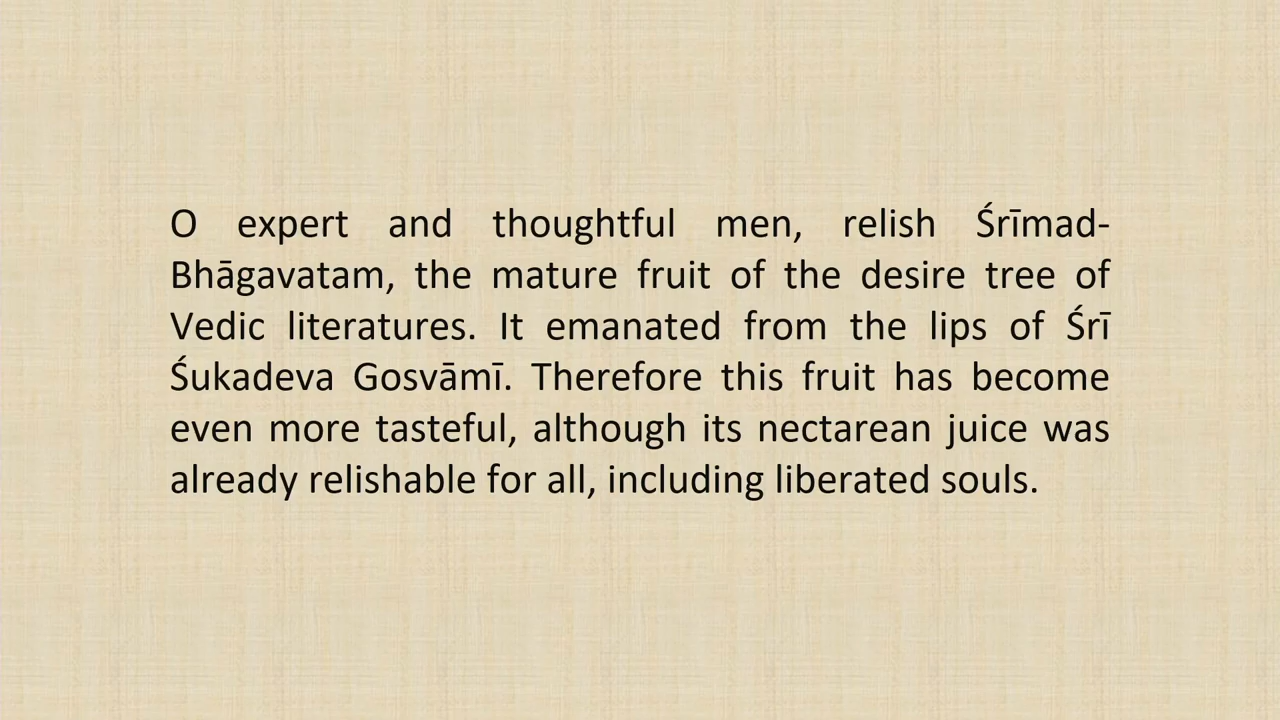 O expert and thoughtful men, relish Śrīmad-
Bhāgavatam, the mature fruit of the desire tree of
Vedic literatures. It emanated from the lips of Śrī
Śukadeva Gosvāmī. Therefore this fruit has become
even more tasteful, although its nectarean juice was
already relishable for all, including liberated souls.